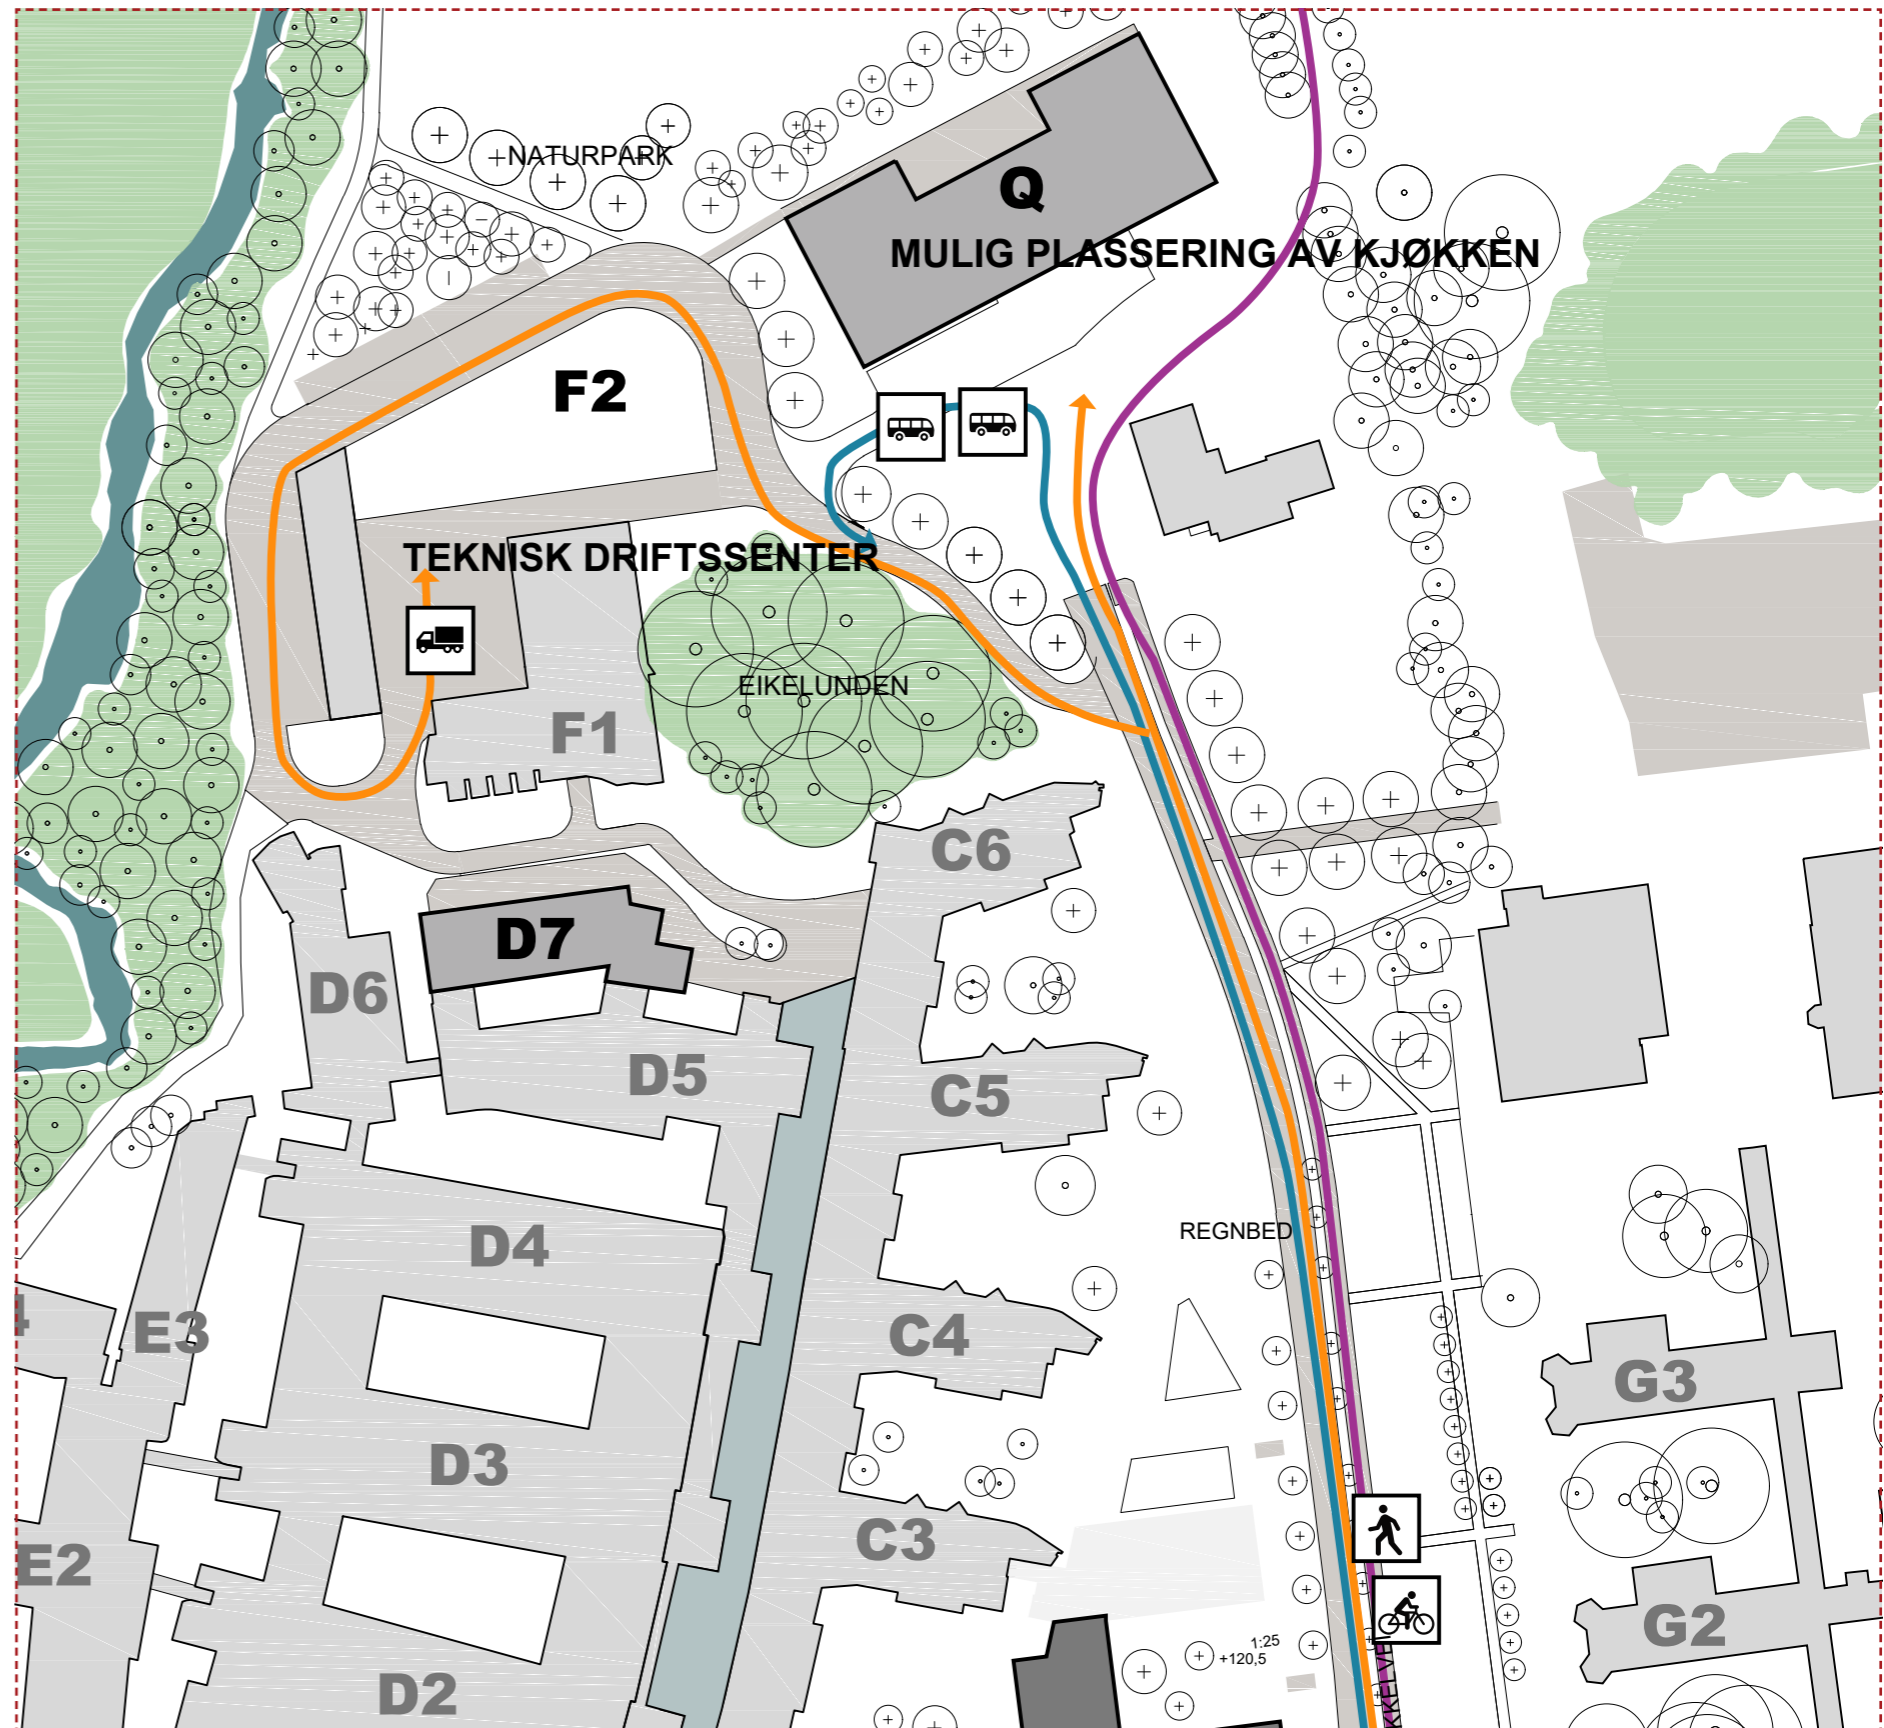 NATURPARK
Q
MULIG PLASSERING AV KJØKKEN
F2
TEKNISK DRIFTSSENTER
EIKELUNDEN
F1
C6
D7
D6
D5
C5
REGNBED
D4
E3
C4
G3
D3
C3
E2
G2
1:25
+120,5
D2